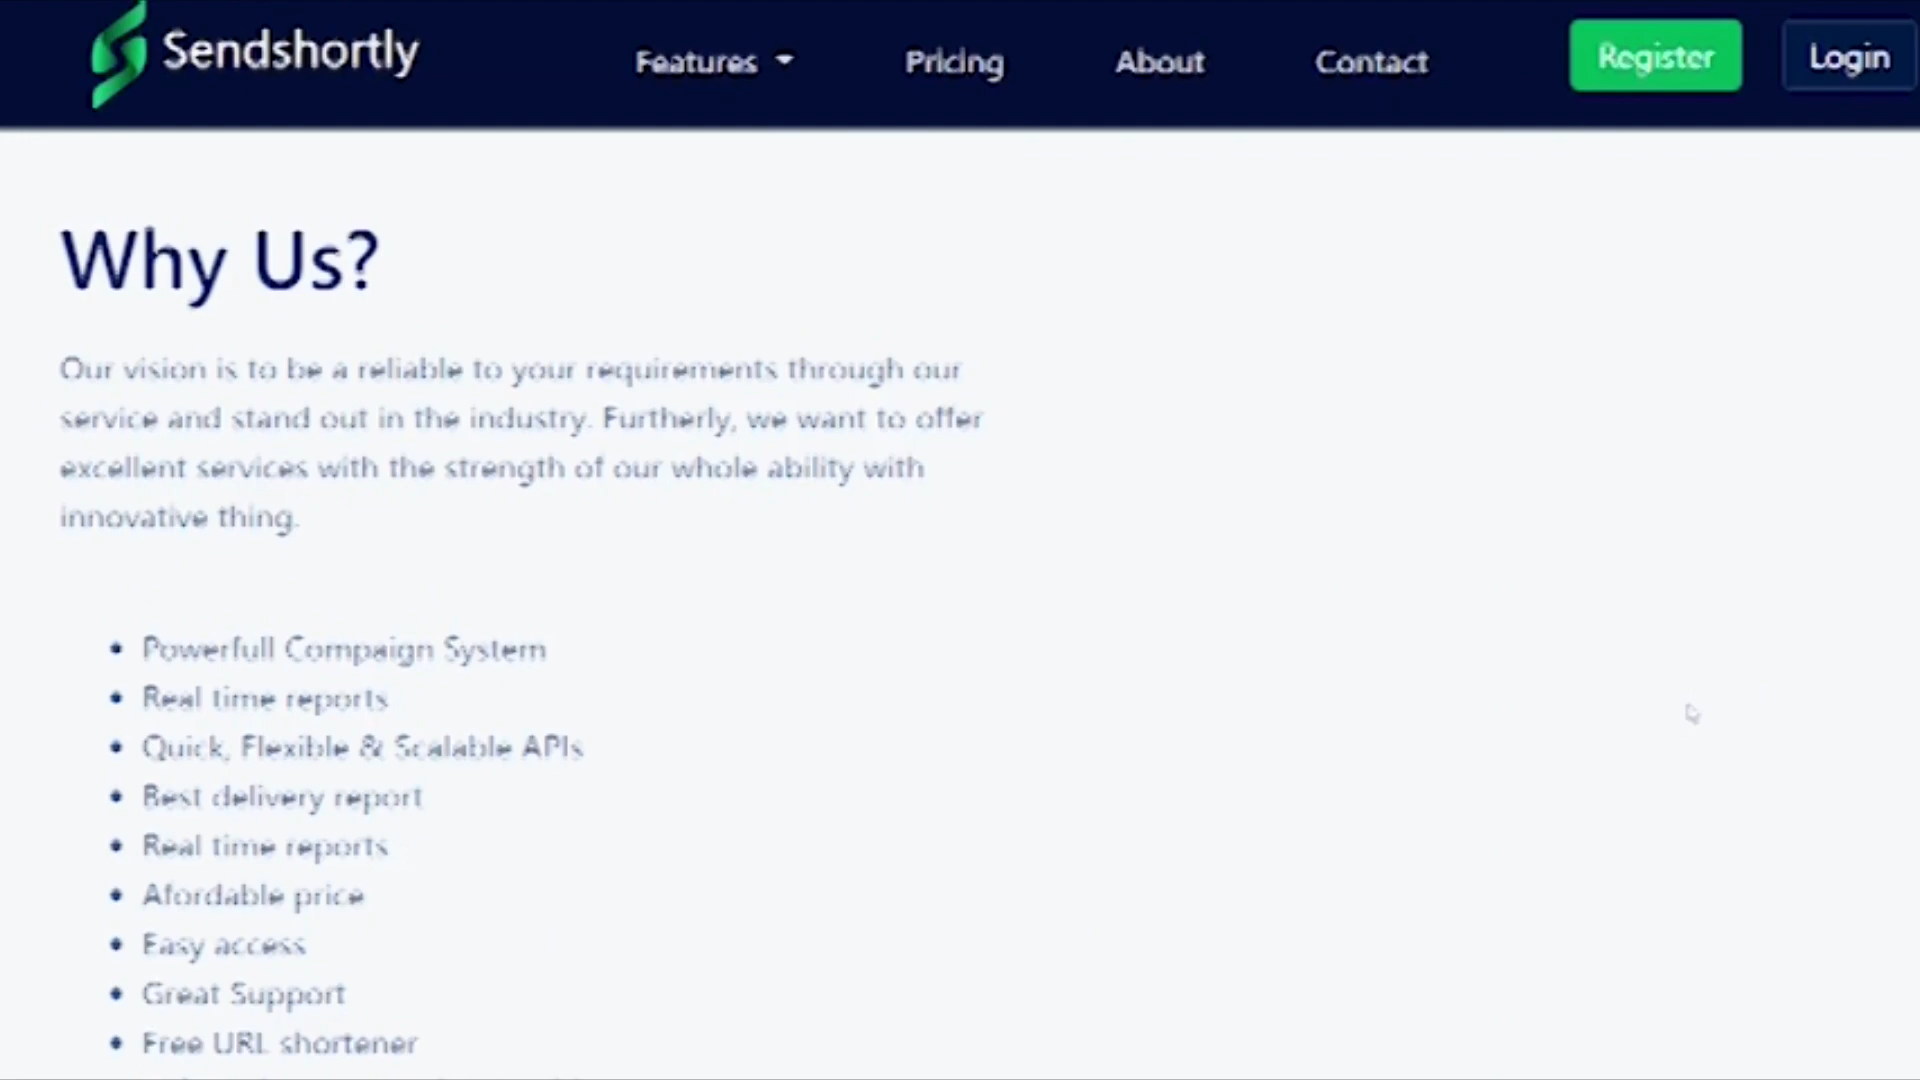 Sendshortly
Features
Pricing
About
Contact
Register
Login
Why Us?
Our vision is to be a reliable to your requirements through our
service and stand out in the industry. Furtherly, we want to offer
excellent services with the strength of our whole ability with
innovative thing.
Powerfull Compaign System
Real time reports
Quick, Flexible & Scalable APIs
Best delivery report
Real time reports
Afordable price
Easy access
Great Support
Free URL shortener